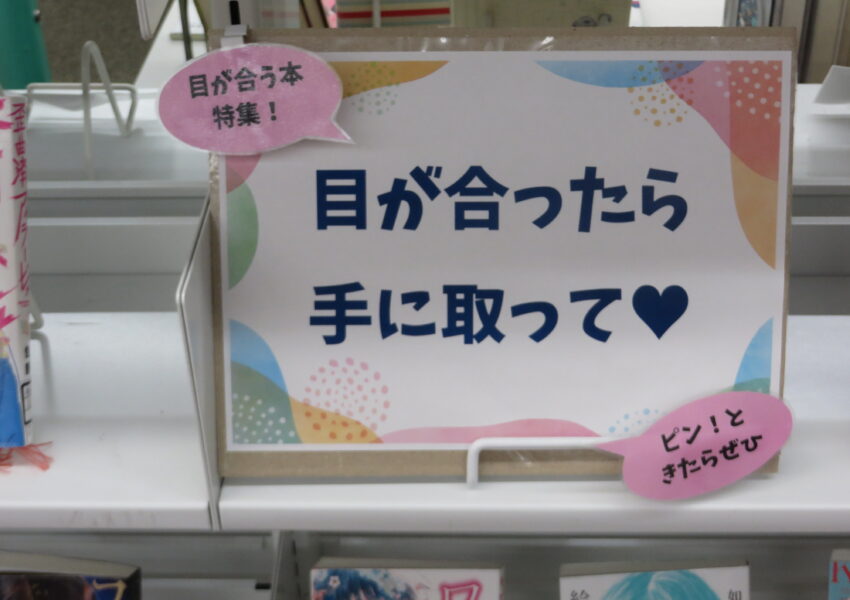 目が合う本
特集！
目が合ったら
手に取って♥
ピン！と
きたらぜひ